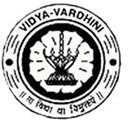 VIDYA-VARDHINI
॥ सा विद्या या विमुक्तये ॥